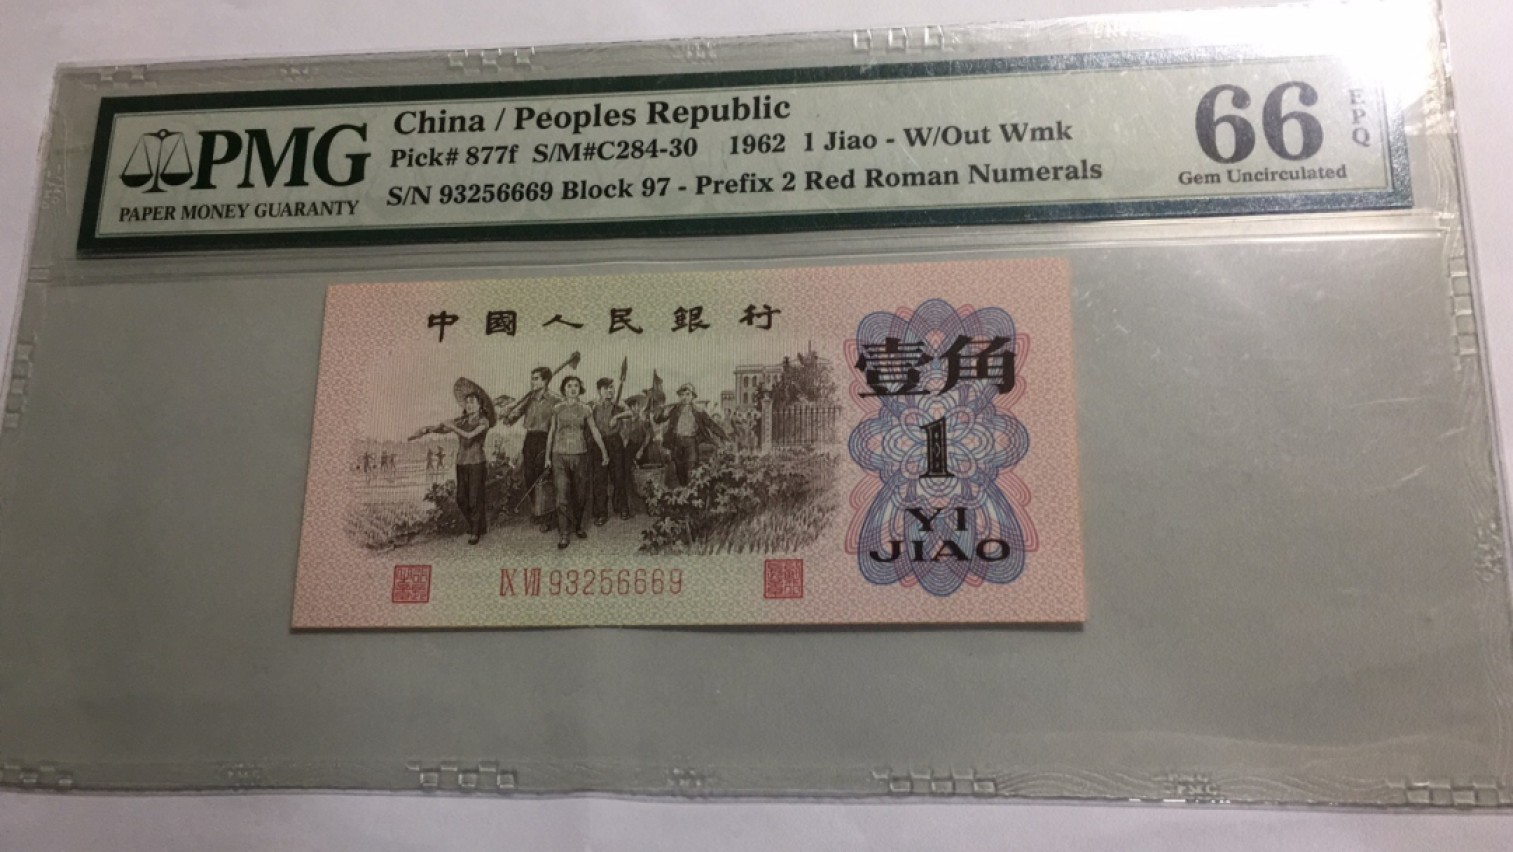 PMG
PAPER MONEY GUARANTY
China / Peoples Republic
Pick# 877f S/M#C284-30 1962 1 Jiao - W/Out Wmk
S/N 93256669 Block 97 - Prefix 2 Red Roman Numerals
66
EPQ
Gem Uncirculated
中國人民銀行
壹角
1
YI
JIAO
IX VII 93256669